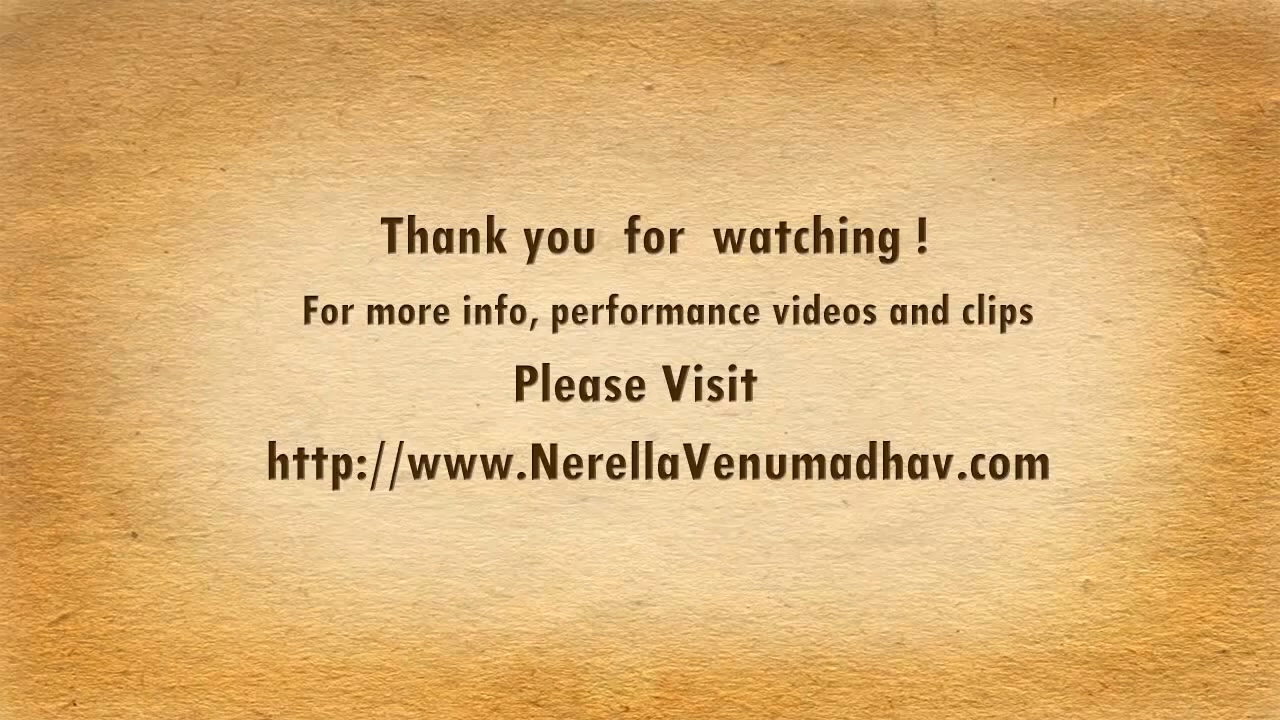 Thank you for watching !
For more info, performance videos and clips
Please Visit
http://www.NerellaVenumadhav.com